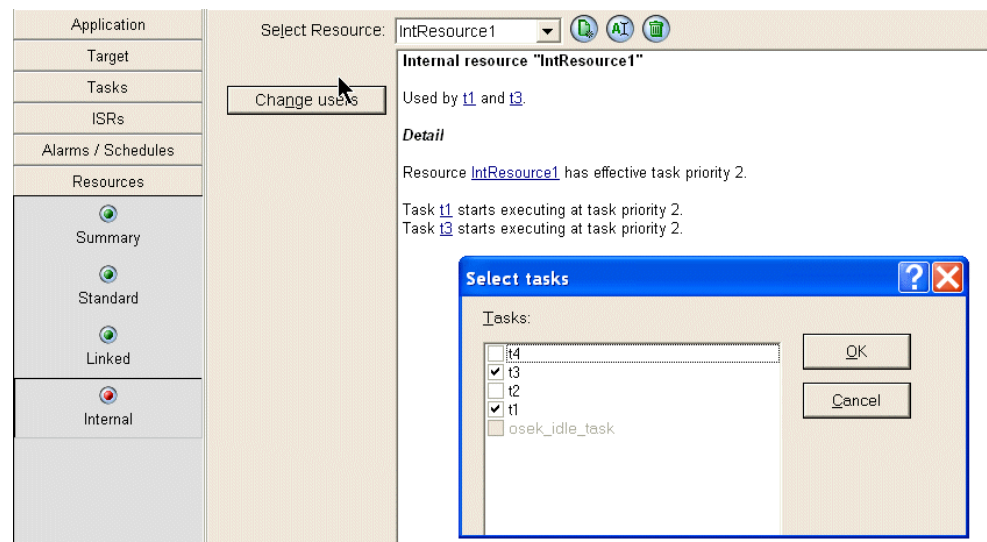 Application
Target
Tasks
ISRs
Alarms / Schedules
Resources
Summary
Standard
Linked
Internal
Select Resource: IntResource1
Change users
Internal resource "IntResource1"
Used by t1 and t3.
Detail
Resource IntResource1 has effective task priority 2.
Task t1 starts executing at task priority 2.
Task t3 starts executing at task priority 2.
Select tasks
Tasks:
t4
t3
t2
t1
osek_idle_task
OK
Cancel